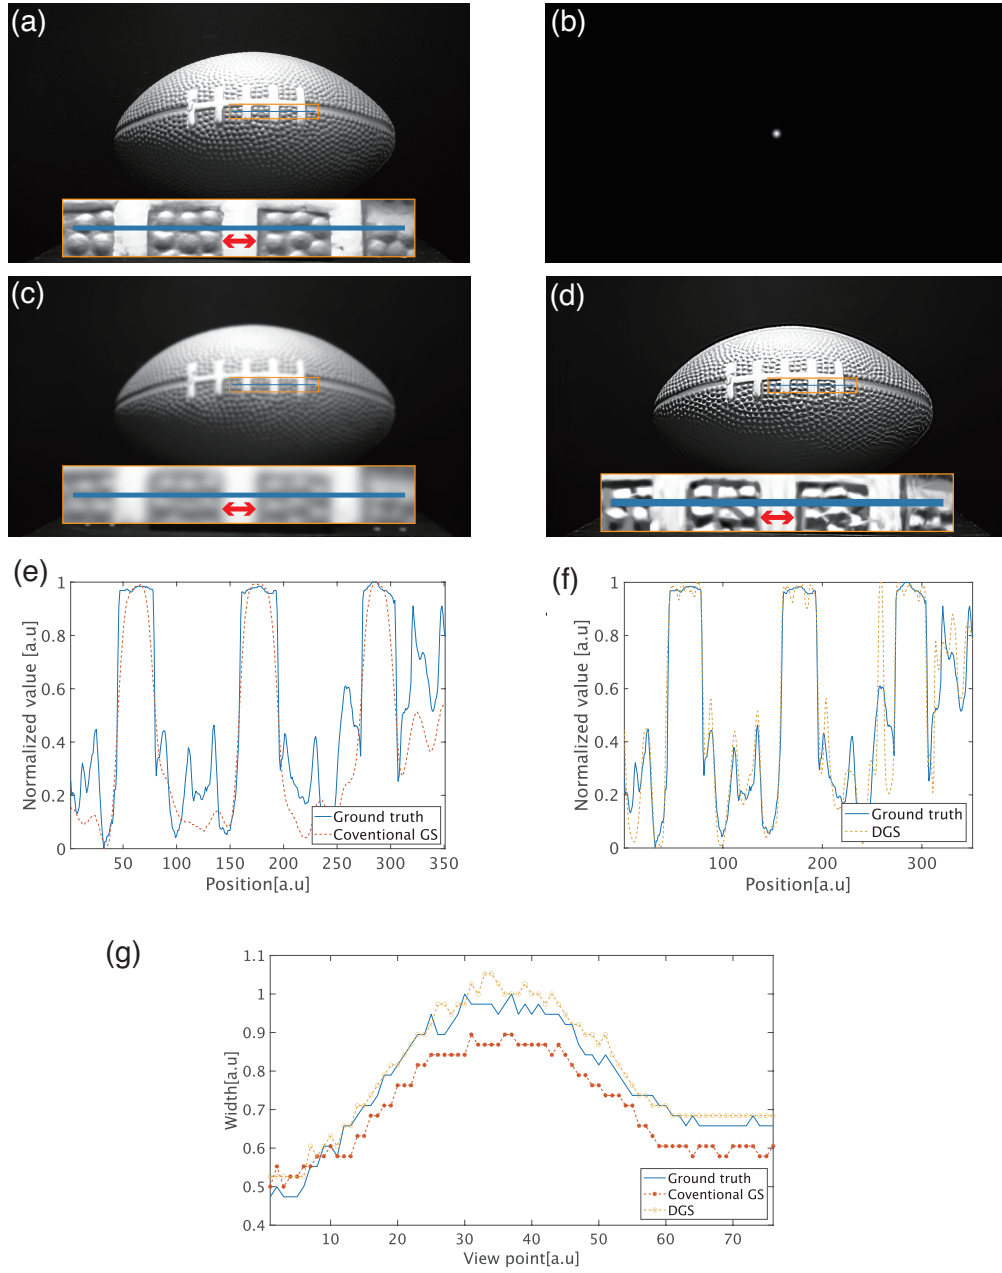 (a)
(b)
(c)
(d)
(e)
1
0.8
0.6
0.4
0.2
0
Normalized value [a.u]
50 100 150 200 250 300 350
Position[a.u]
Ground truth
Coventional GS
(f)
1
0.8
0.6
0.4
0.2
0
Normalized value [a.u]
100 200 300
Position[a.u]
Ground truth
DGS
(g)
1.1
1
0.9
0.8
0.7
0.6
0.5
0.4
Width[a.u]
10 20 30 40 50 60 70
View point[a.u]
Ground truth
Coventional GS
DGS